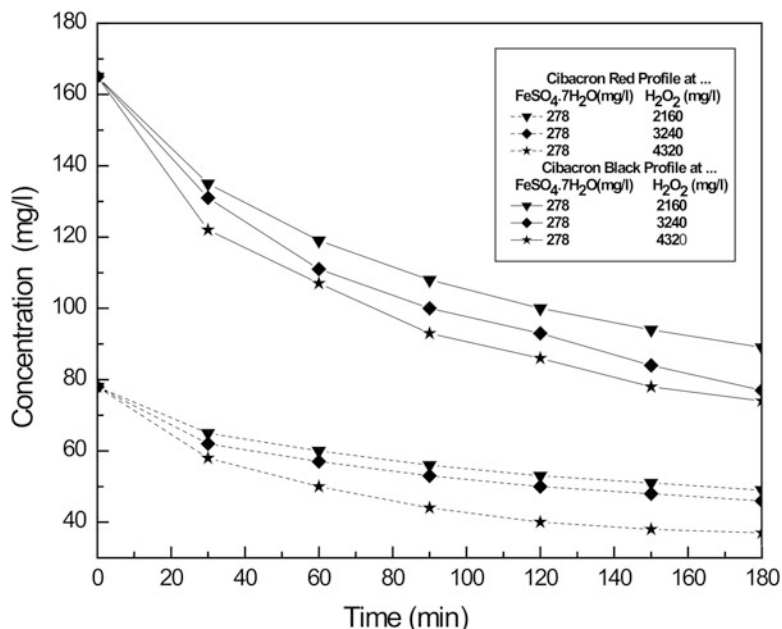 180
160
140
120
100
80
60
40
Concentration (mg/l)
Cibacron Red Profile at ...
FeSO₄.7H₂O(mg/l) H₂O₂ (mg/l)
278 2160
278 3240
278 4320
Cibacron Black Profile at ...
FeSO₄.7H₂O(mg/l) H₂O₂ (mg/l)
278 2160
278 3240
278 4320
0 20 40 60 80 100 120 140 160 180
Time (min)